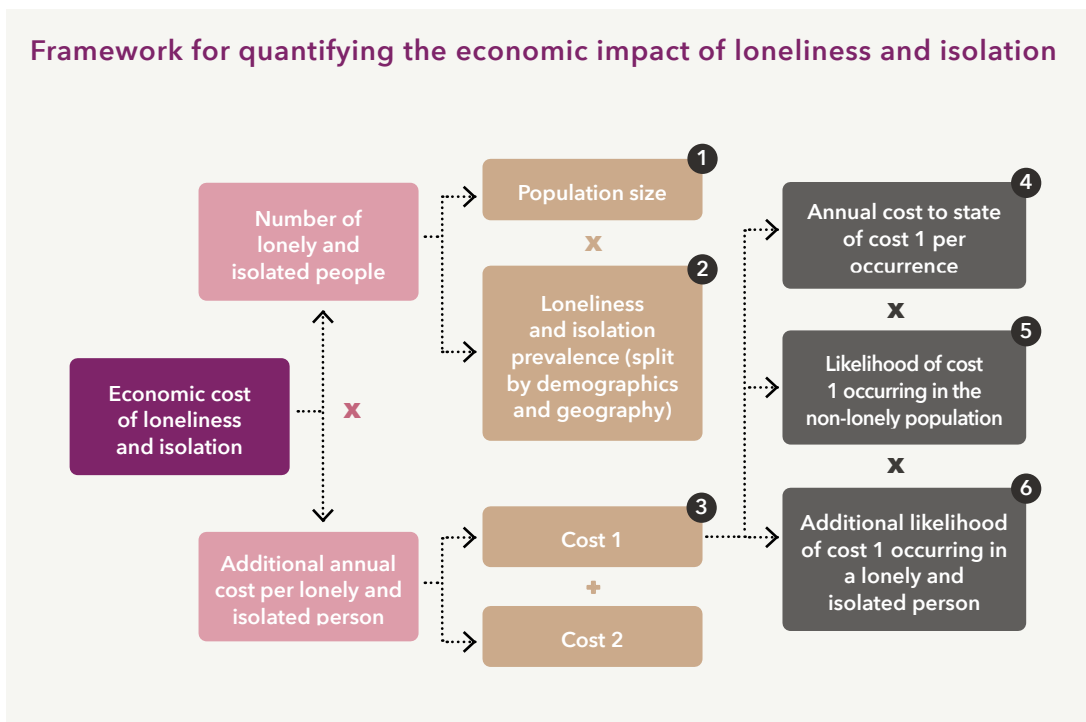 Framework for quantifying the economic impact of loneliness and isolation
Economic cost
of loneliness
and isolation
x
Number of
lonely and
isolated people
Additional annual
cost per lonely and
isolated person
1
Population size
x
2
Loneliness
and isolation
prevalence (split
by demographics
and geography)
3
Cost 1
+
Cost 2
4
Annual cost to state
of cost 1 per
occurrence
x
5
Likelihood of cost
1 occurring in the
non-lonely population
x
6
Additional likelihood
of cost 1 occurring in
a lonely and
isolated person